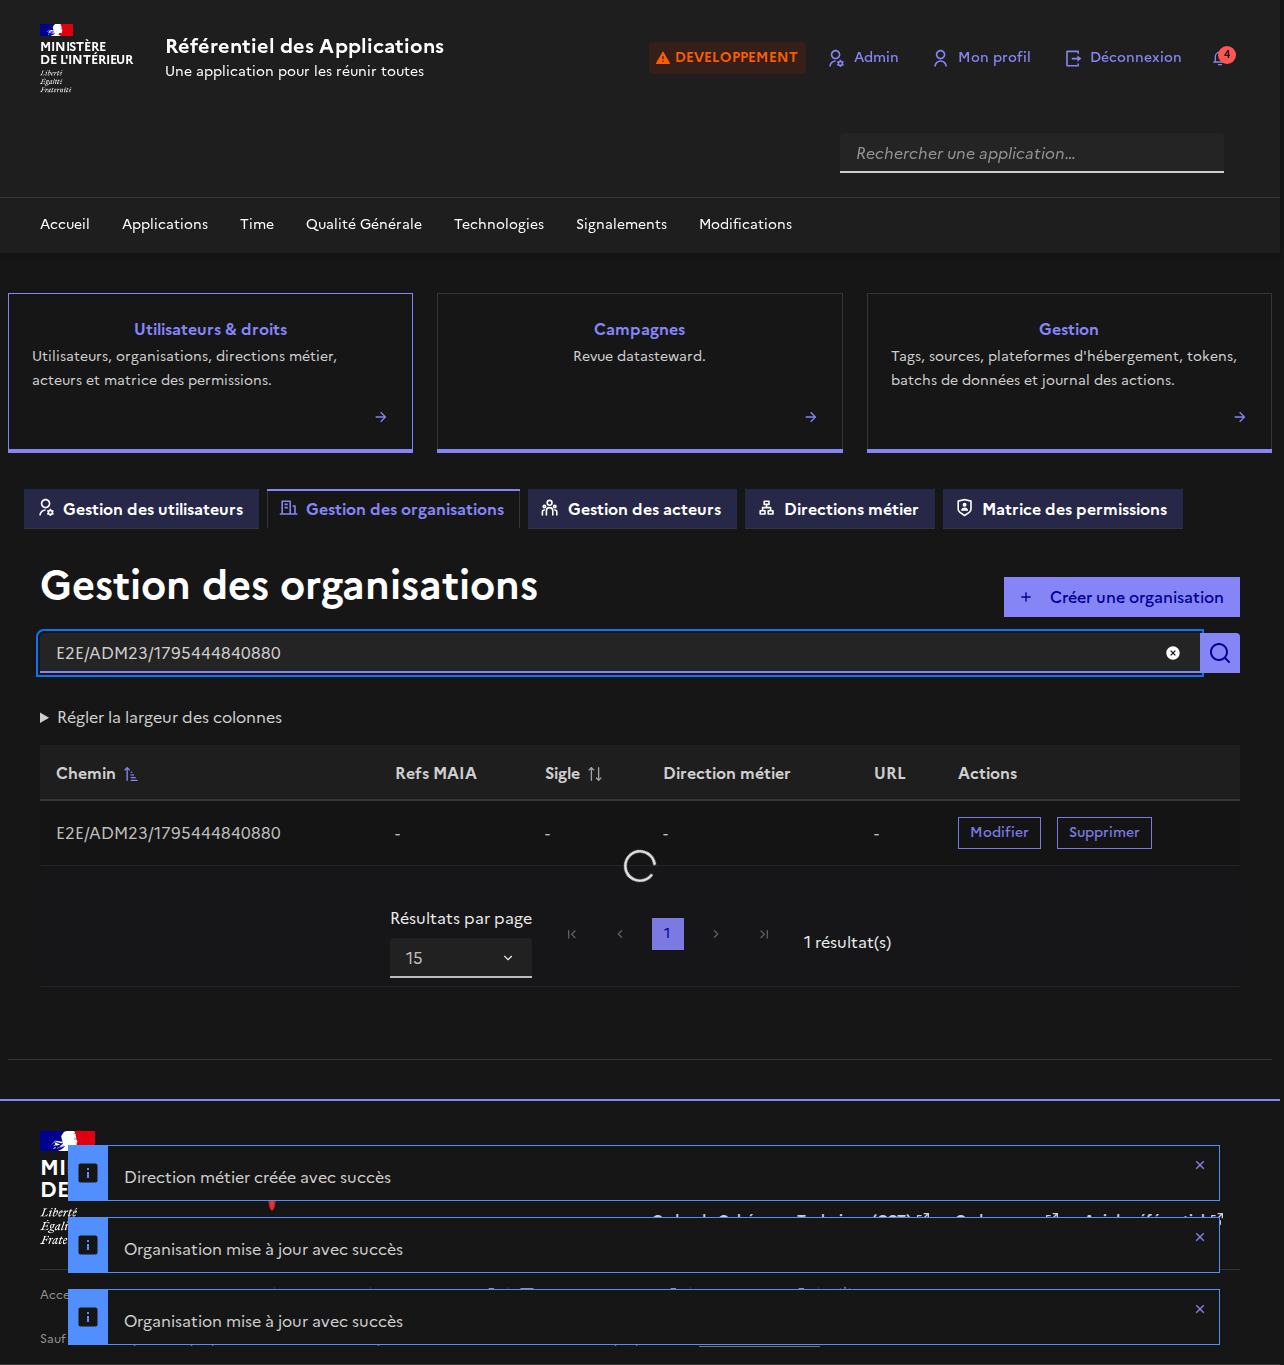 MINISTÈRE
DE L'INTÉRIEUR
Liberté
Égalité
Fraternité
Référentiel des Applications
Une application pour les réunir toutes
DEVELOPPEMENT
Admin
Mon profil
Déconnexion
4
Rechercher une application...
Accueil
Applications
Time
Qualité Générale
Technologies
Signalements
Modifications
Utilisateurs & droits
Utilisateurs, organisations, directions métier,
acteurs et matrice des permissions.
Campagnes
Revue datasteward.
Gestion
Tags, sources, plateformes d'hébergement, tokens,
batchs de données et journal des actions.
Gestion des utilisateurs
Gestion des organisations
Gestion des acteurs
Directions métier
Matrice des permissions
Gestion des organisations
+ Créer une organisation
E2E/ADM23/1795444840880
Régler la largeur des colonnes
Chemin Refs MAIA Sigle Direction métier URL Actions
E2E/ADM23/1795444840880 - - - - Modifier Supprimer
Résultats par page
15
1
1 résultat(s)
MI
DE
Liberté
Direction métier créée avec succès
Organisation mise à jour avec succès
Acce
Organisation mise à jour avec succès
Sauf